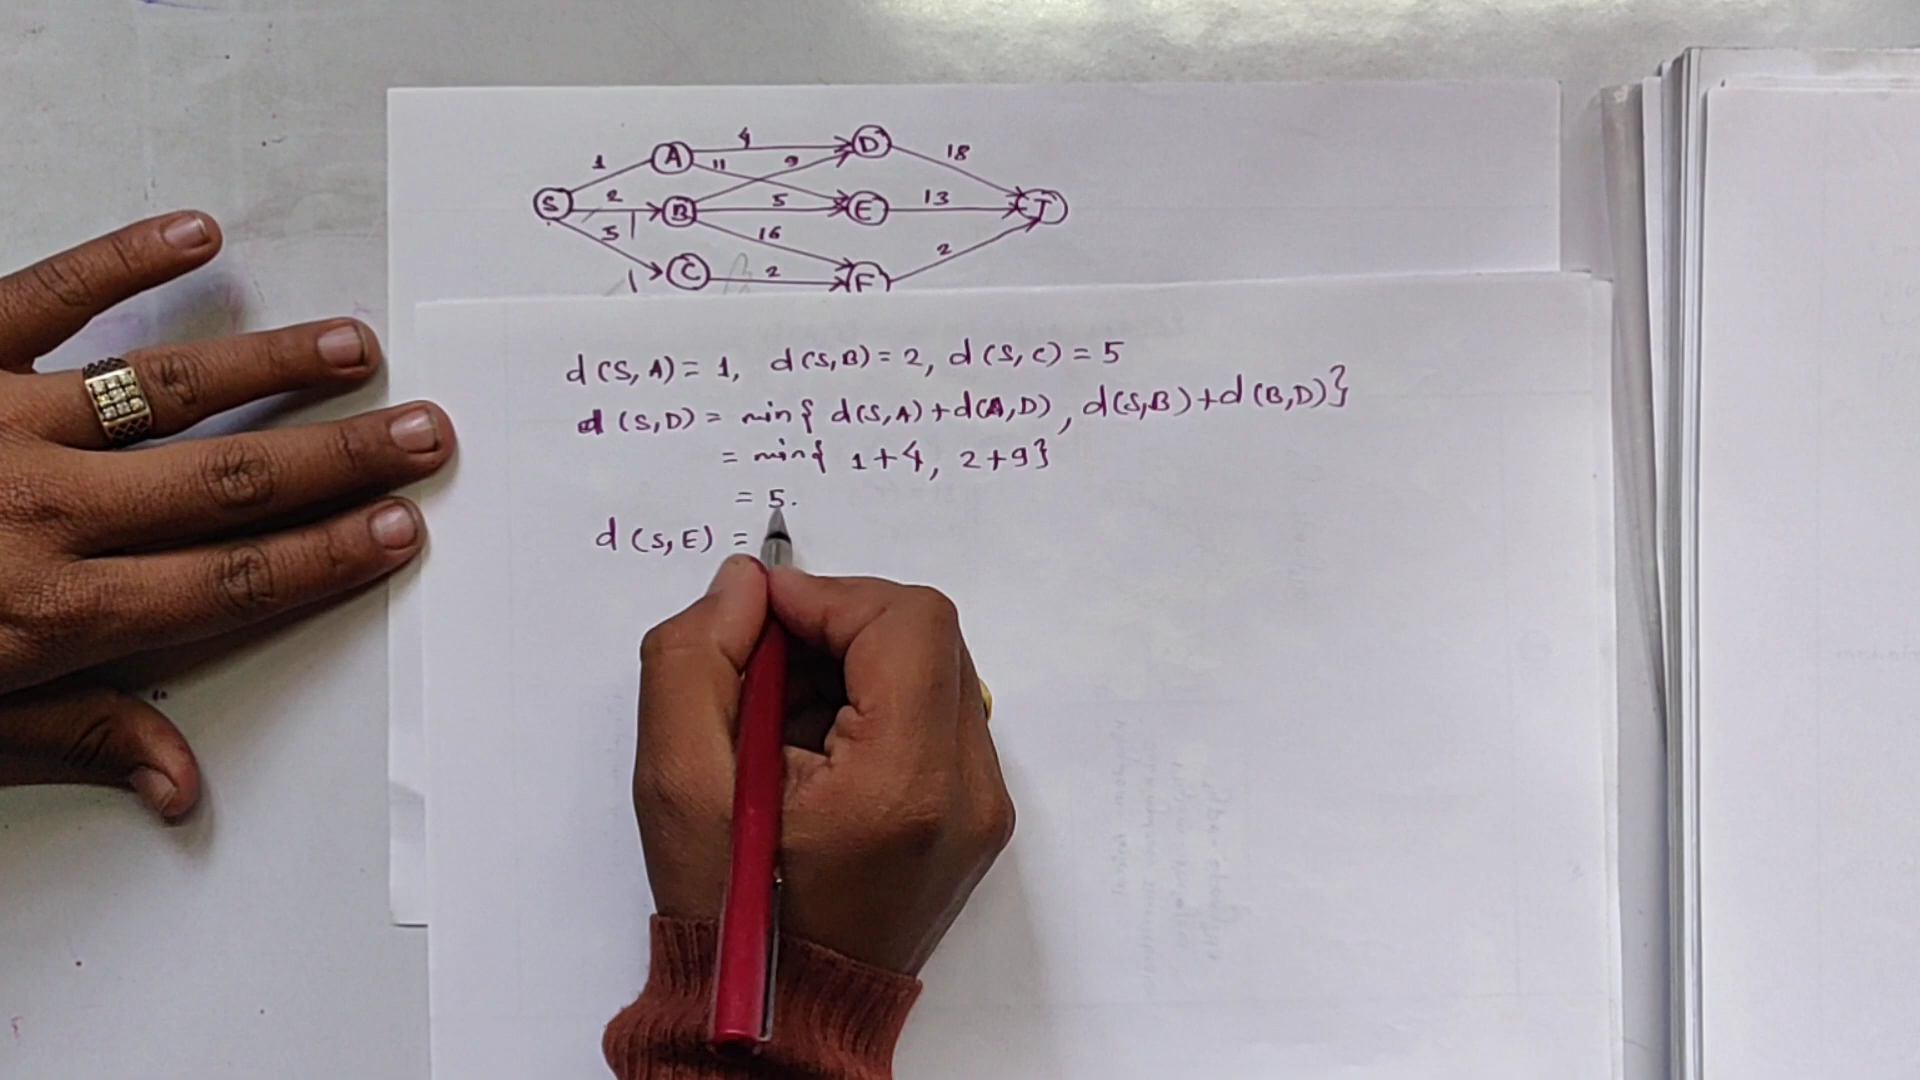 4
D
1
A
11
9
18
S
2
B
5
E
13
T
5
16
2
C
2
F
d(S,A) = 1, d(S,B) = 2, d(S,C) = 5
d(S,D) = min{ d(S,A)+d(A,D), d(S,B)+d(B,D)}
= min{ 1+4, 2+9}
= 5.
d(S,E) =